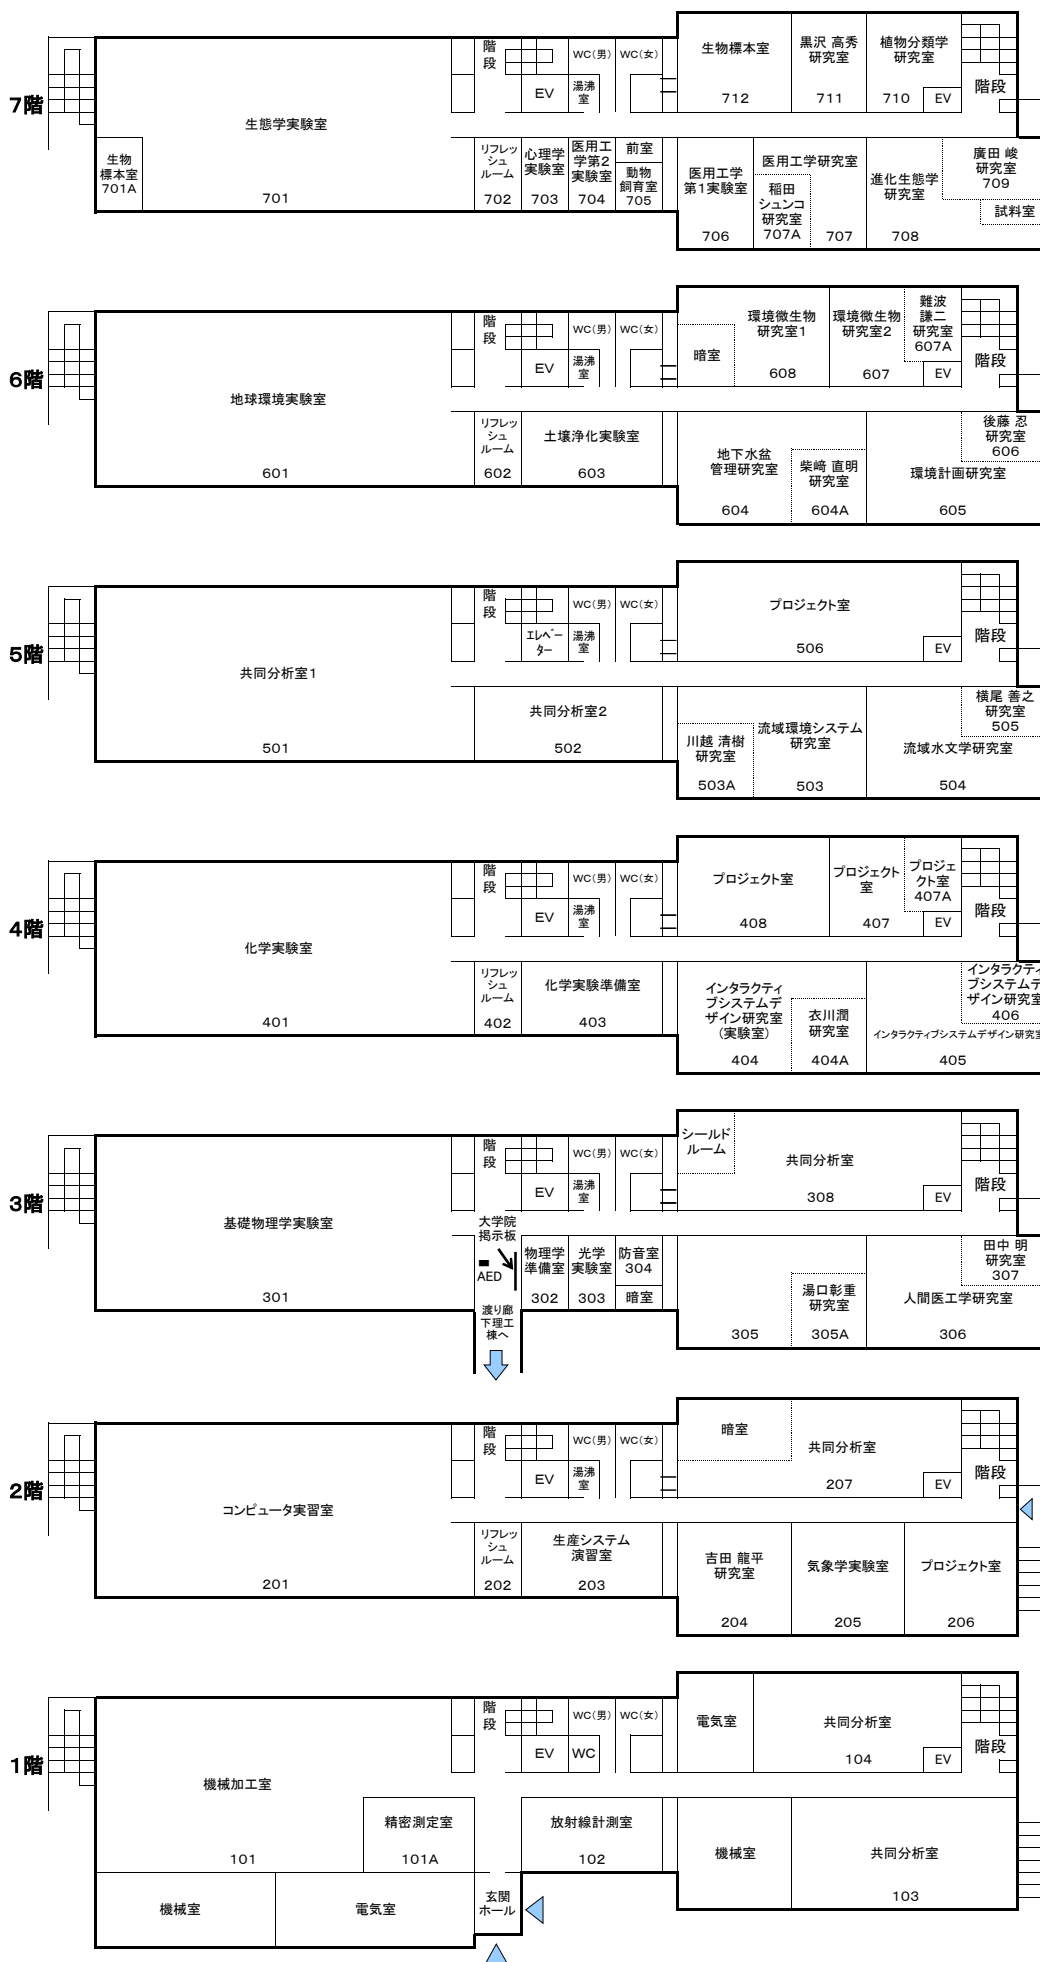 7階
階
段
WC(男)
WC(女)
EV
湯沸
室
生物標本室
712
黒沢 高秀
研究室
711
植物分類学
研究室
710
EV
階段
生態学実験室
701
生物
標本室
701A
リフレッ
シュ
ルーム
702
心理学
実験室
703
医用工
学第2
実験室
704
前室
動物
飼育室
705
医用工学
第1実験室
706
医用工学研究室
707
稲田
シュンコ
研究室
707A
進化生態学
研究室
708
廣田 峻
研究室
709
試料室
6階
階
段
WC(男)
WC(女)
EV
湯沸
室
暗室
環境微生物
研究室1
608
環境微生物
研究室2
607
難波
謙二
研究室
607A
EV
階段
地球環境実験室
601
リフレッ
シュ
ルーム
602
土壌浄化実験室
603
地下水盆
管理研究室
604
柴﨑 直明
研究室
604A
環境計画研究室
605
後藤 忍
研究室
606
5階
階
段
WC(男)
WC(女)
エレベー
ター
湯沸
室
プロジェクト室
506
EV
階段
共同分析室1
501
共同分析室2
502
川越 清樹
研究室
503A
流域環境システム
研究室
503
流域水文学研究室
504
横尾 善之
研究室
505
4階
階
段
WC(男)
WC(女)
EV
湯沸
室
プロジェクト室
408
プロジェクト
室
407
プロジェ
クト室
407A
EV
階段
化学実験室
401
リフレッ
シュ
ルーム
402
化学実験準備室
403
インタラクティ
ブシステムデ
ザイン研究室
(実験室)
404
衣川潤
研究室
404A
インタラクティブシステムデザイン研究室
405
インタラクティ
ブシステムデ
ザイン研究室
406
3階
階
段
WC(男)
WC(女)
EV
湯沸
室
シールド
ルーム
共同分析室
308
EV
階段
基礎物理学実験室
301
大学院
掲示板
AED
渡り廊
下理工
棟へ
物理学
準備室
302
光学
実験室
303
防音室
304
暗室
305
湯口彰重
研究室
305A
人間医工学研究室
306
田中 明
研究室
307
2階
階
段
WC(男)
WC(女)
EV
湯沸
室
暗室
共同分析室
207
EV
階段
コンピュータ実習室
201
リフレッ
シュ
ルーム
202
生産システム
演習室
203
吉田 龍平
研究室
204
気象学実験室
205
プロジェクト室
206
1階
階
段
WC(男)
WC(女)
EV
WC
電気室
共同分析室
104
EV
階段
機械加工室
101
精密測定室
101A
放射線計測室
102
機械室
共同分析室
103
機械室
電気室
玄関
ホール